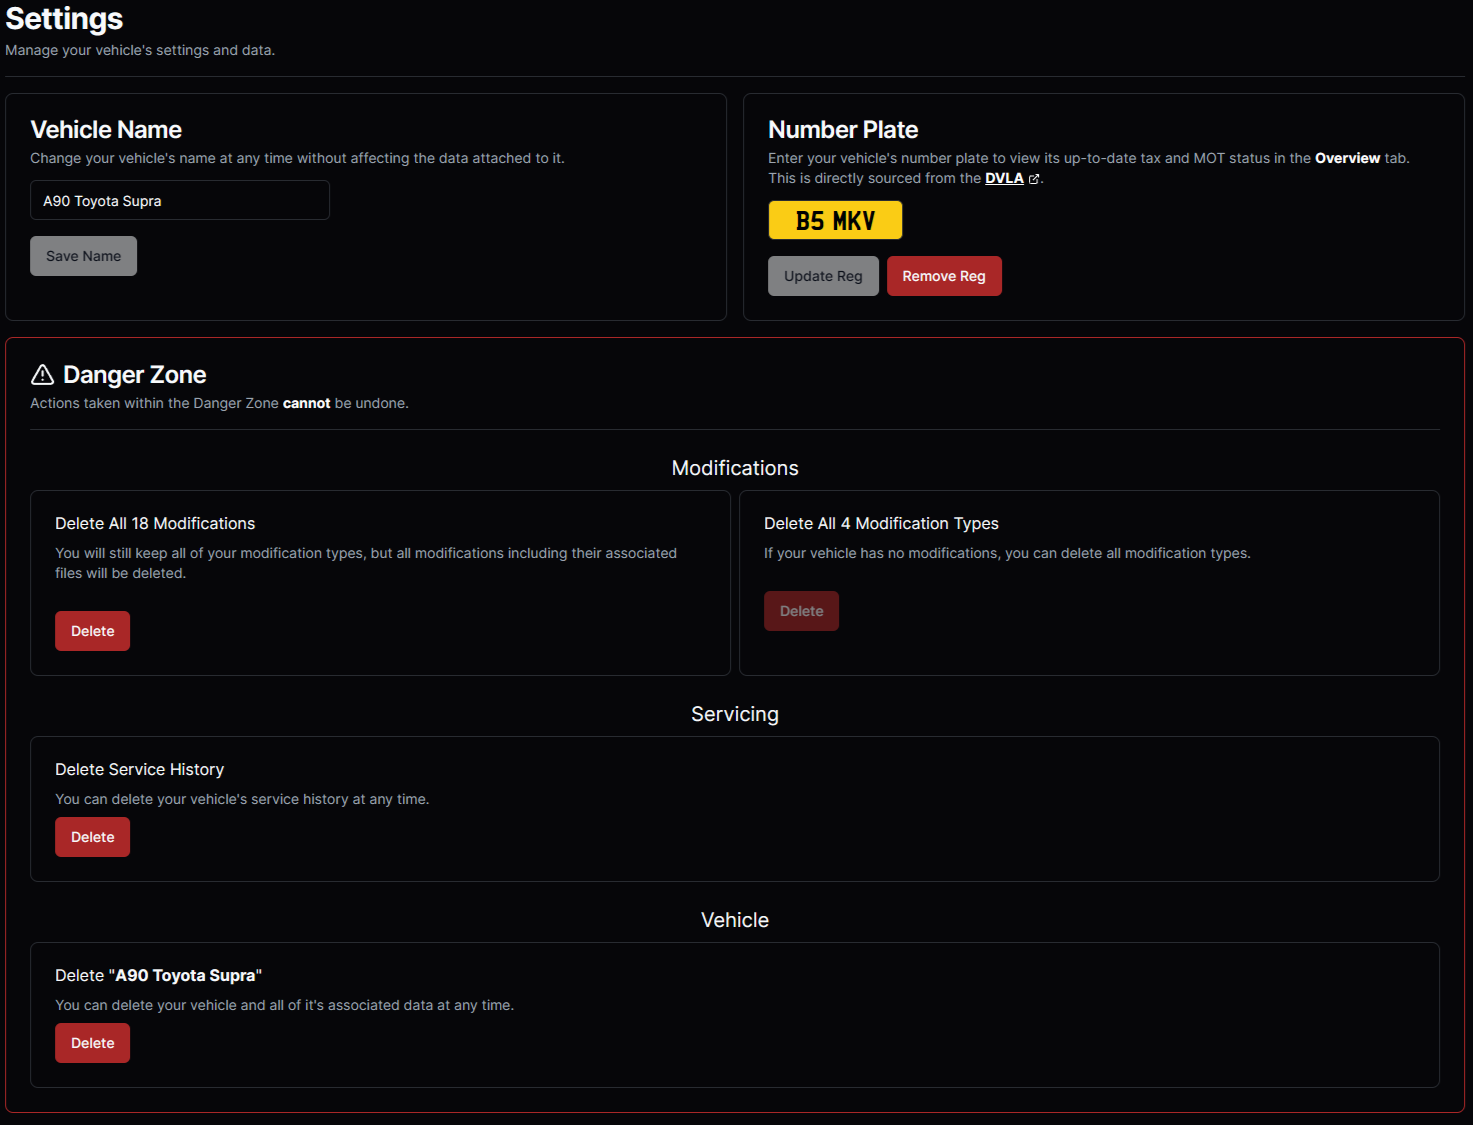 Settings
Manage your vehicle's settings and data.
Vehicle Name
Change your vehicle's name at any time without affecting the data attached to it.
A90 Toyota Supra
Save Name
Number Plate
Enter your vehicle's number plate to view its up-to-date tax and MOT status in the Overview tab.
This is directly sourced from the DVLA.
B5 MKV
Update Reg
Remove Reg
Danger Zone
Actions taken within the Danger Zone cannot be undone.
Modifications
Delete All 18 Modifications
You will still keep all of your modification types, but all modifications including their associated
files will be deleted.
Delete
Delete All 4 Modification Types
If your vehicle has no modifications, you can delete all modification types.
Delete
Servicing
Delete Service History
You can delete your vehicle's service history at any time.
Delete
Vehicle
Delete "A90 Toyota Supra"
You can delete your vehicle and all of it's associated data at any time.
Delete